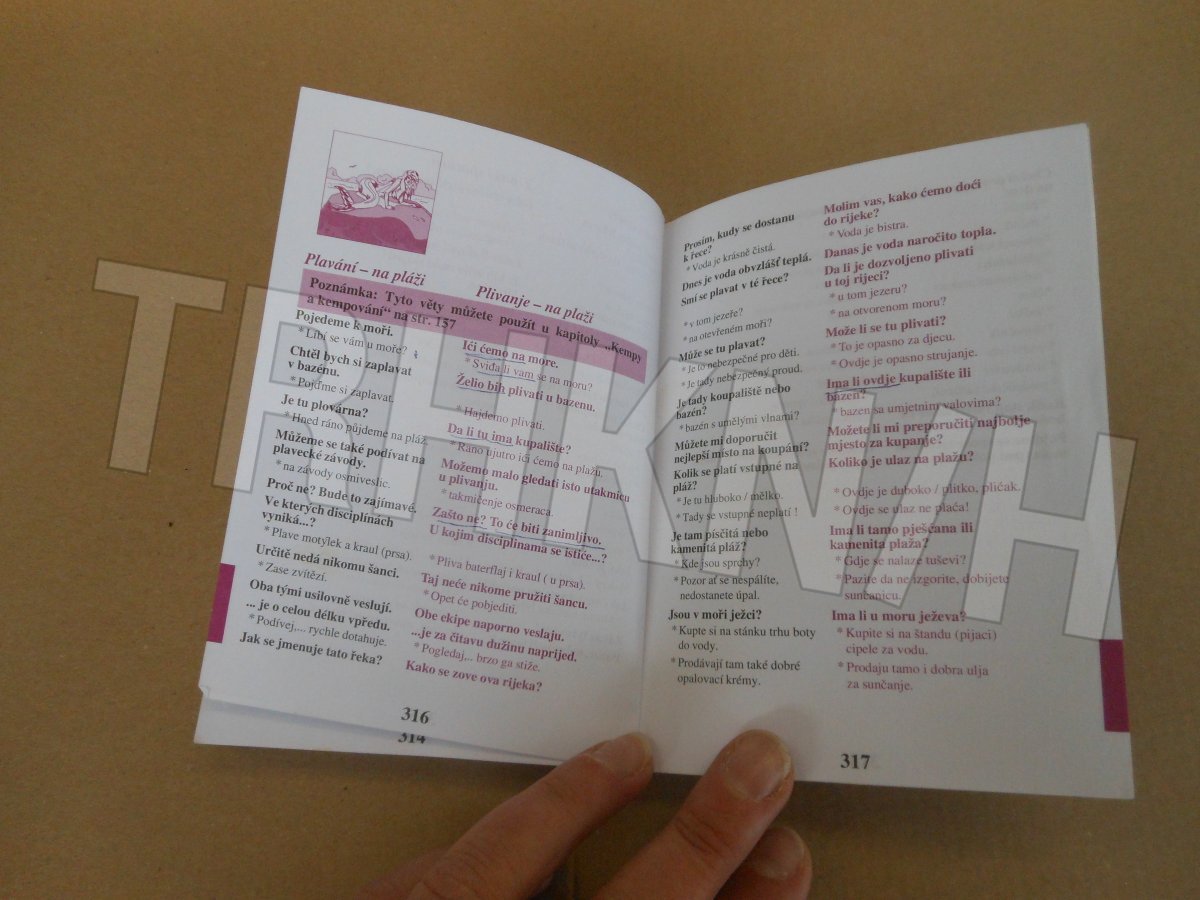 Plavání – na pláži
Plivanje – na plaži
Poznámka: Tyto věty můžete použít u kapitoly „Kempy
a kempování“ na str. 157
Pojedeme k moři.
* Líbí se vám u moře?
Chtěl bych si zaplavat
v bazénu.
* Pojďme si zaplavat.
Je tu plovárna?
* Hned ráno půjdeme na pláž.
Můžeme se také podívat na
plavecké závody.
* na závody osmiveslic.
Proč ne? Bude to zajímavé.
Ve kterých disciplínách
vyniká...?
* Plave motýlek a kraul (prsa).
Určitě nedá nikomu šanci.
* Zase zvítězí.
Oba tými usilovně veslují.
... je o celou délku vpředu.
* Podívej,... rychle dotahuje.
Jak se jmenuje tato řeka?
Ići ćemo na more.
* Sviđa li vam se na moru?
Želio bih plivati u bazenu.
* Hajdemo plivati.
Da li tu ima kupalište?
* Rano ujutro ići ćemo na plažu.
Možemo malo gledati isto utakmicu
u plivanju.
* takmičenje osmeraca.
Zašto ne? To će biti zanimljivo.
U kojim disciplinama se ističe...?
* Pliva baterflaj i kraul ( u prsa).
Taj neće nikome pružiti šancu.
* Opet će pobjediti.
Obe ekipe naporno veslaju.
...je za čitavu dužinu naprijed.
* Pogledaj,.. brzo ga stiže.
Kako se zove ova rijeka?
316
314
Prosím, kudy se dostanu
k řece?
* Voda je krásně čistá.
Dnes je voda obvzlášť teplá.
Smí se plavat v té řece?
* v tom jezeře?
* na otevřeném moři?
Může se tu plavat?
* Je to nebezpečné pro děti.
* Je tady nebezpečný proud.
Je tady koupaliště nebo
bazén?
* bazén s umělými vlnami?
Můžete mi doporučit
nejlepší místo na koupání?
Kolik se platí vstupné na
pláž?
* Je tu hluboko / mělko.
* Tady se vstupné neplatí !
Je tam písčitá nebo
kamenitá pláž?
* Kde jsou sprchy?
* Pozor ať se nespálíte,
nedostanete úpal.
Jsou v moři ježci?
* Kupte si na stánku trhu boty
do vody.
* Prodávají tam také dobré
opalovací krémy.
Molim vas, kako ćemo doći
do rijeke?
* Voda je bistra.
Danas je voda naročito topla.
Da li je dozvoljeno plivati
u toj rijeci?
* u tom jezeru?
* na otvorenom moru?
Može li se tu plivati?
* To je opasno za djecu.
* Ovdje je opasno strujanje.
Ima li ovdje kupalište ili
bazen?
* bazen sa umjetnim valovima?
Možete li mi preporučiti najbolje
mjesto za kupanje?
Koliko je ulaz na plažu?
* Ovdje je duboko / plitko, plićak.
* Ovdje se ulaz ne plaća!
Ima li tamo pješćana ili
kamenita plaža?
* Gdje se nalaze tuševi?
* Pazite da ne izgorite, dobijete
sunčanicu.
Ima li u moru ježeva?
* Kupite si na štandu (pijaci)
cipele za vodu.
* Prodaju tamo i dobra ulja
za sunčanje.
317
TRHKNIH